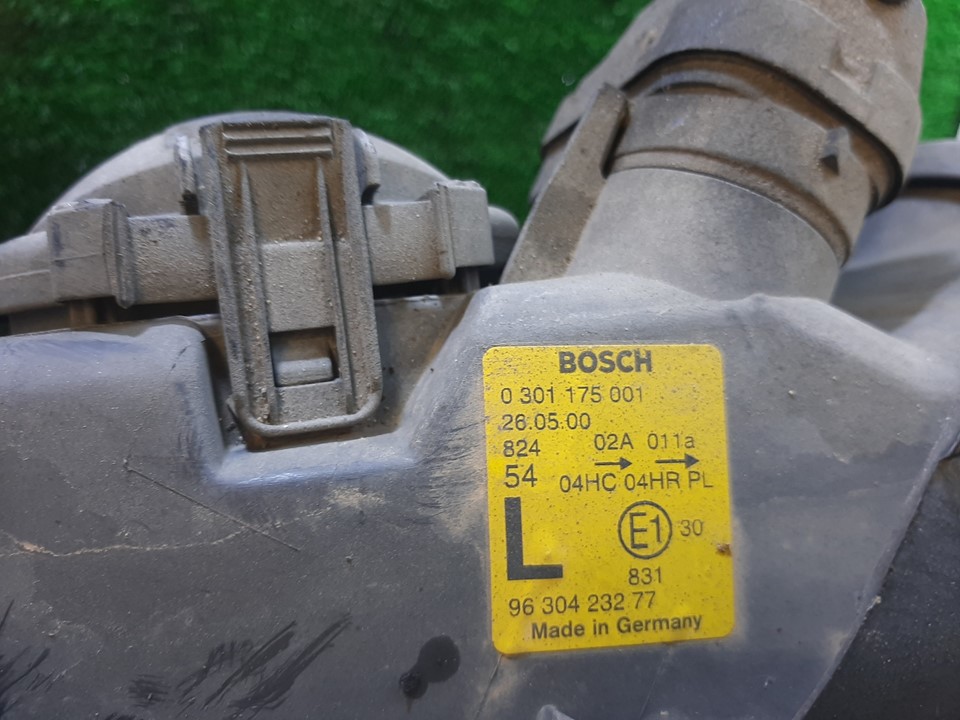 BOSCH
0 301 175 001
26.05.00
824 02A 011a
54 04HC 04HR PL
L E1 30
831
96 304 232 77
Made in Germany